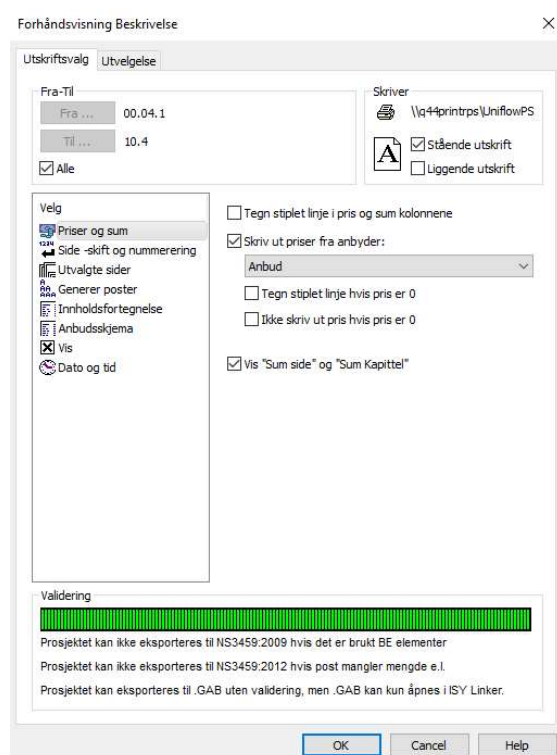 Forhåndsvisning Beskrivelse
Utskriftsvalg Utvelgelse
Fra-Til
Fra ... 00.04.1
Til ... 10.4
Alle
Skriver
\\q44printrps\UniflowPS
A
Stående utskrift
Liggende utskrift
Velg
Priser og sum
Side -skift og nummerering
Utvalgte sider
Generer poster
Innholdsfortegnelse
Anbudsskjema
Vis
Dato og tid
Tegn stiplet linje i pris og sum kolonnene
Skriv ut priser fra anbyder:
Anbud
Tegn stiplet linje hvis pris er 0
Ikke skriv ut pris hvis pris er 0
Vis "Sum side" og "Sum Kapittel"
Validering
Prosjektet kan ikke eksporteres til NS3459:2009 hvis det er brukt BE elementer
Prosjektet kan ikke eksporteres til NS3459:2012 hvis post mangler mengde e.l.
Prosjektet kan eksporteres til .GAB uten validering, men .GAB kan kun åpnes i ISY Linker.
OK Cancel Help